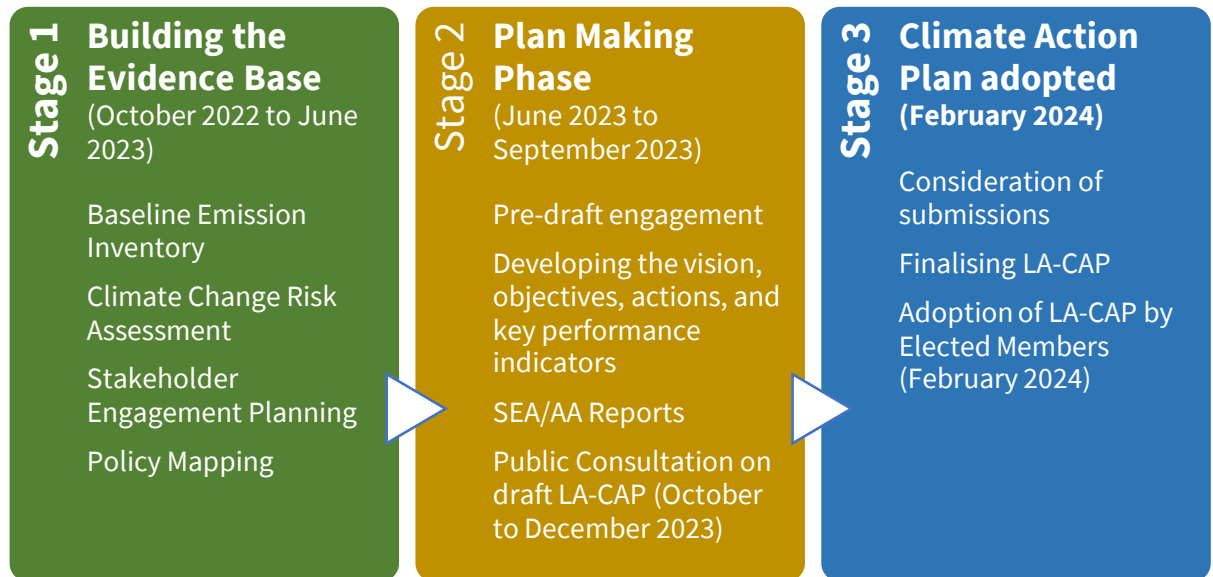 Stage 1
Building the
Evidence Base
(October 2022 to June
2023)
Baseline Emission
Inventory
Climate Change Risk
Assessment
Stakeholder
Engagement Planning
Policy Mapping
Stage 2
Plan Making
Phase
(June 2023 to
September 2023)
Pre-draft engagement
Developing the vision,
objectives, actions, and
key performance
indicators
SEA/AA Reports
Public Consultation on
draft LA-CAP (October
to December 2023)
Stage 3
Climate Action
Plan adopted
(February 2024)
Consideration of
submissions
Finalising LA-CAP
Adoption of LA-CAP by
Elected Members
(February 2024)